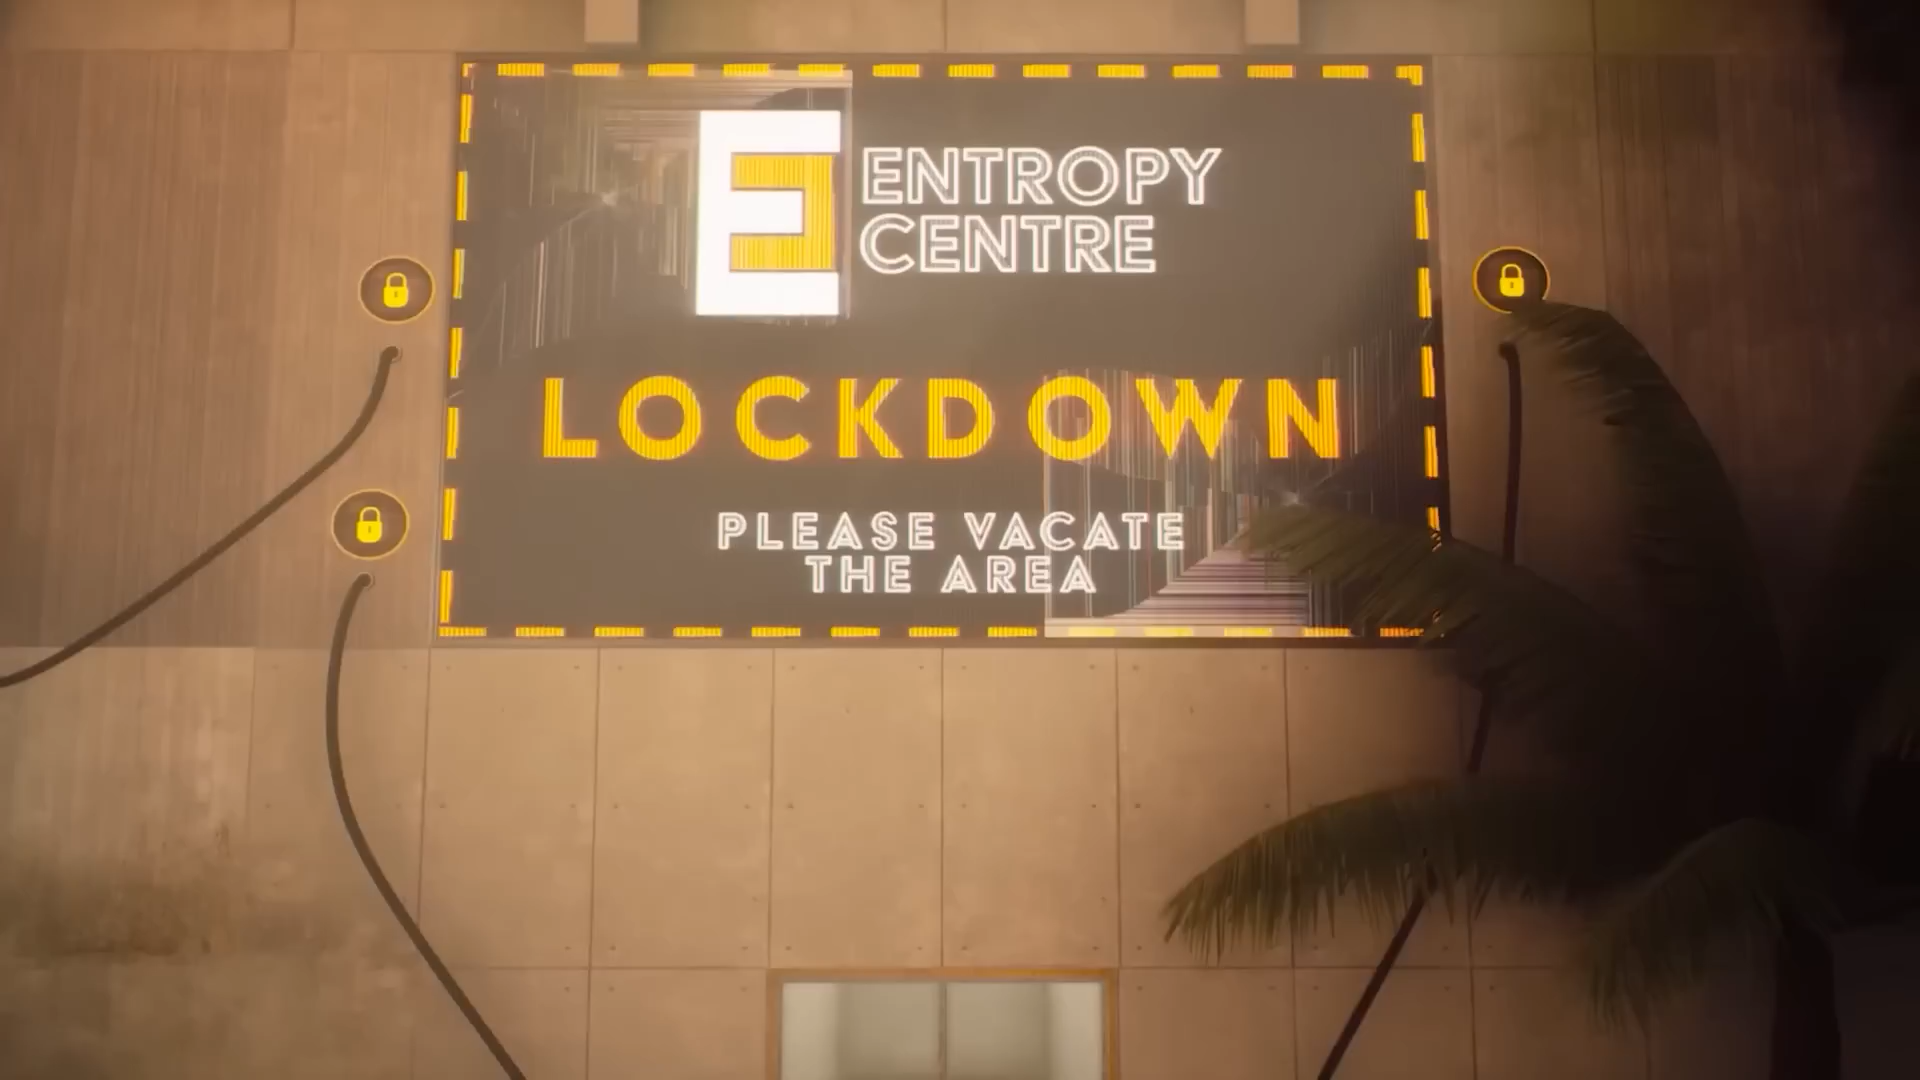 E
ENTROPY
CENTRE
LOCKDOWN
PLEASE VACATE
THE AREA